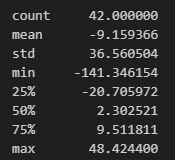 count 42.000000
mean -9.159366
std 36.560504
min -141.346154
25% -20.705972
50% 2.302521
75% 9.511811
max 48.424400